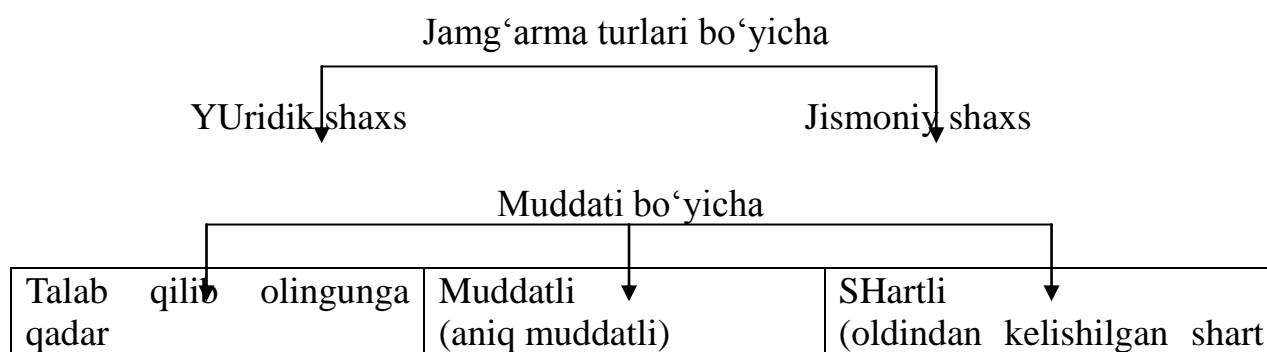 Jamg‘arma turlari bo‘yicha
YUridik shaxs Jismoniy shaxs
Muddati bo‘yicha
Talab qilib olingunga qadar
Muddatli
(aniq muddatli)
SHartli
(oldindan kelishilgan shart